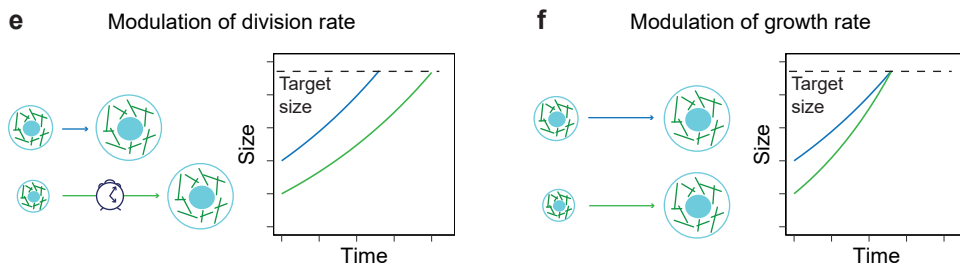 e Modulation of division rate
Target
size
Size
Time
f Modulation of growth rate
Target
size
Size
Time